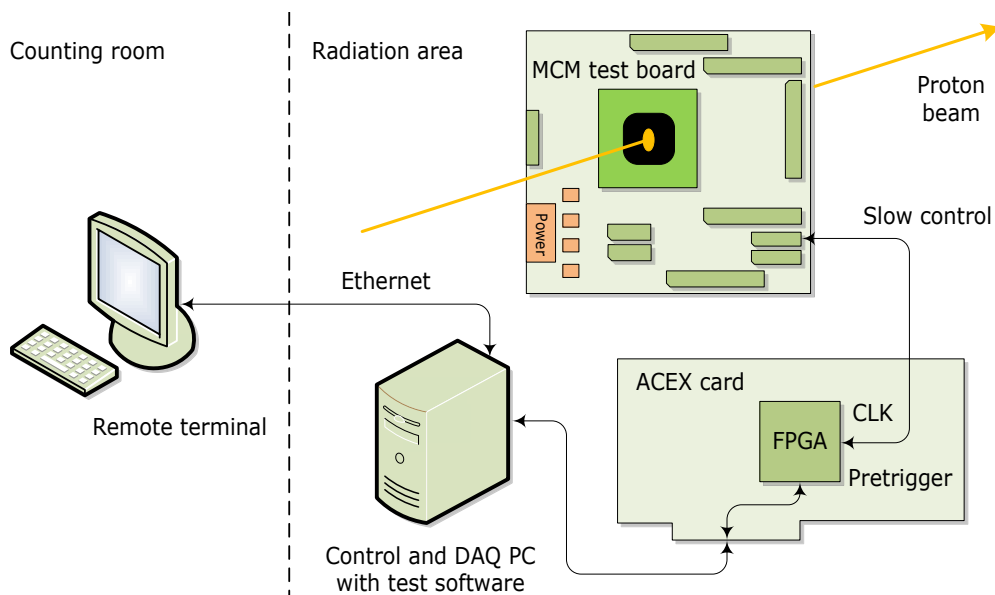 Counting room
Radiation area
MCM test board
Proton
beam
Power
Slow control
Ethernet
Remote terminal
ACEX card
CLK
FPGA
Pretrigger
Control and DAQ PC
with test software